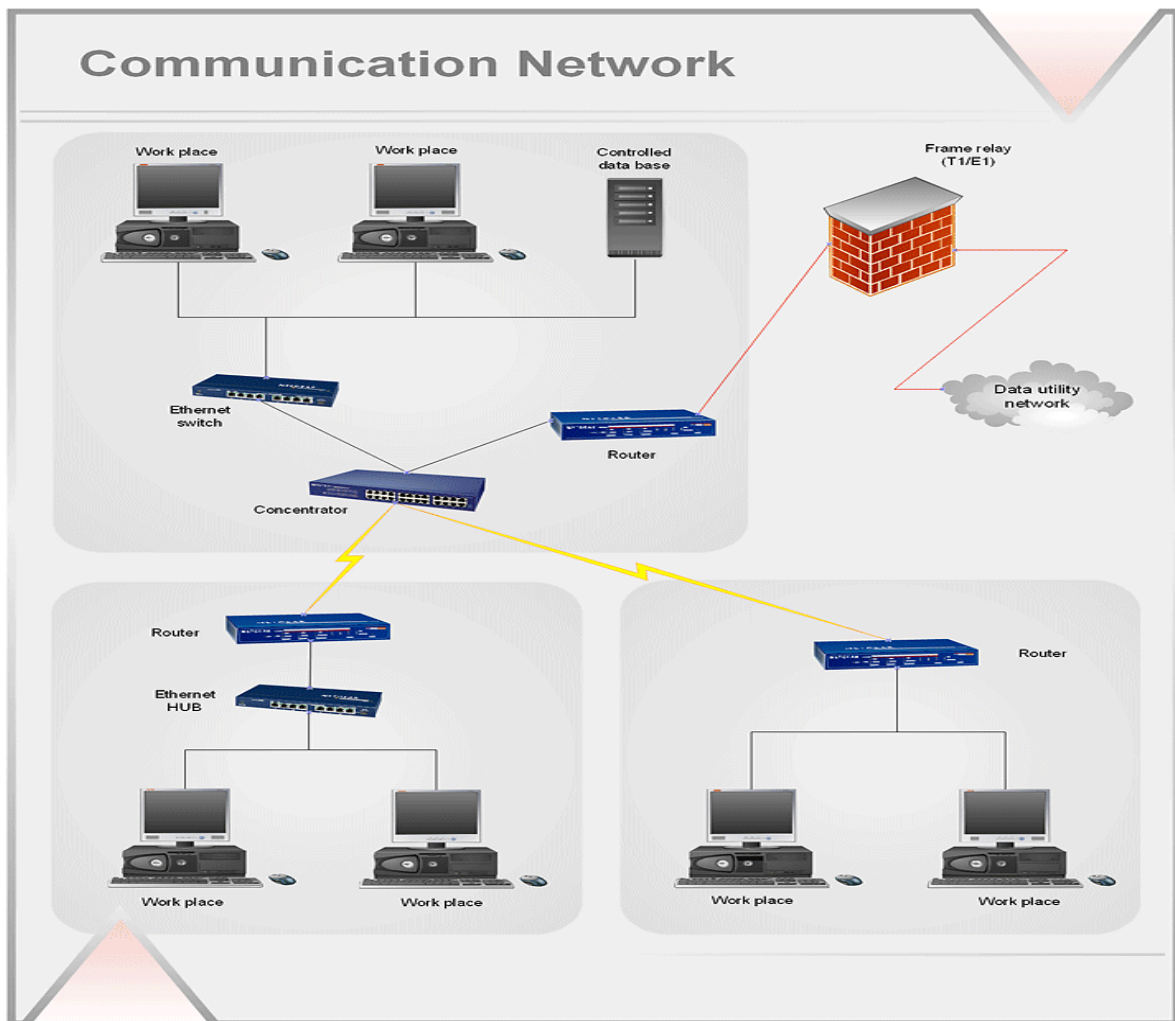 Communication Network
Work place
Work place
Controlled
data base
Frame relay
(T1/E1)
Ethernet
switch
Router
Data utility
network
Concentrator
Router
Ethernet
HUB
Router
Work place
Work place
Work place
Work place